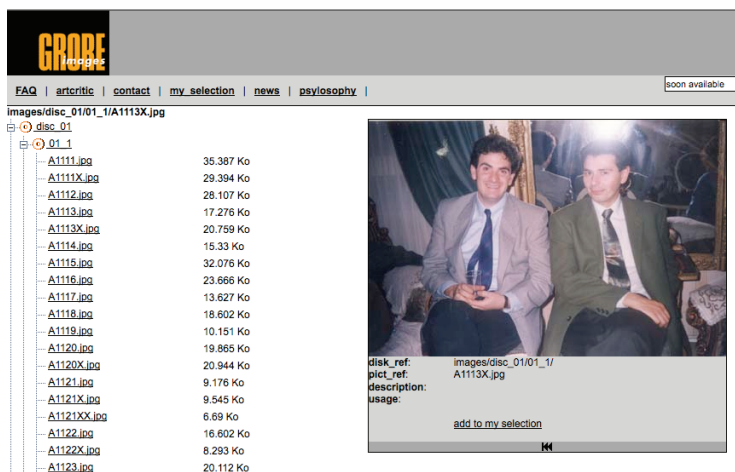 GRORE
images
FAQ | artcritic | contact | my_selection | news | psylosophy |
soon available
images/disc_01/01_1/A1113X.jpg
disc_01
01_1
A1111.jpg 35.387 Ko
A1111X.jpg 29.394 Ko
A1112.jpg 28.107 Ko
A1113.jpg 17.276 Ko
A1113X.jpg 20.759 Ko
A1114.jpg 15.33 Ko
A1115.jpg 32.076 Ko
A1116.jpg 23.666 Ko
A1117.jpg 13.627 Ko
A1118.jpg 18.602 Ko
A1119.jpg 10.151 Ko
A1120.jpg 19.865 Ko
A1120X.jpg 20.944 Ko
A1121.jpg 9.176 Ko
A1121X.jpg 9.545 Ko
A1121XX.jpg 6.69 Ko
A1122.jpg 16.602 Ko
A1122X.jpg 8.293 Ko
A1123.jpg 20.112 Ko
disk_ref: images/disc_01/01_1/
pict_ref: A1113X.jpg
description:
usage:
add to my selection